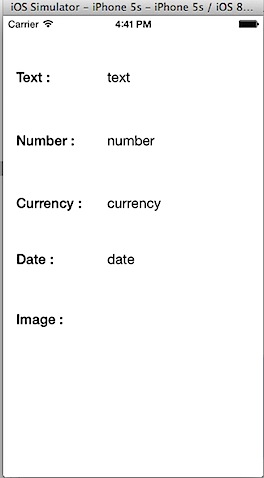 iOS Simulator – iPhone 5s – iPhone 5s / iOS 8...
Carrier 4:41 PM
Text : text
Number : number
Currency : currency
Date : date
Image :